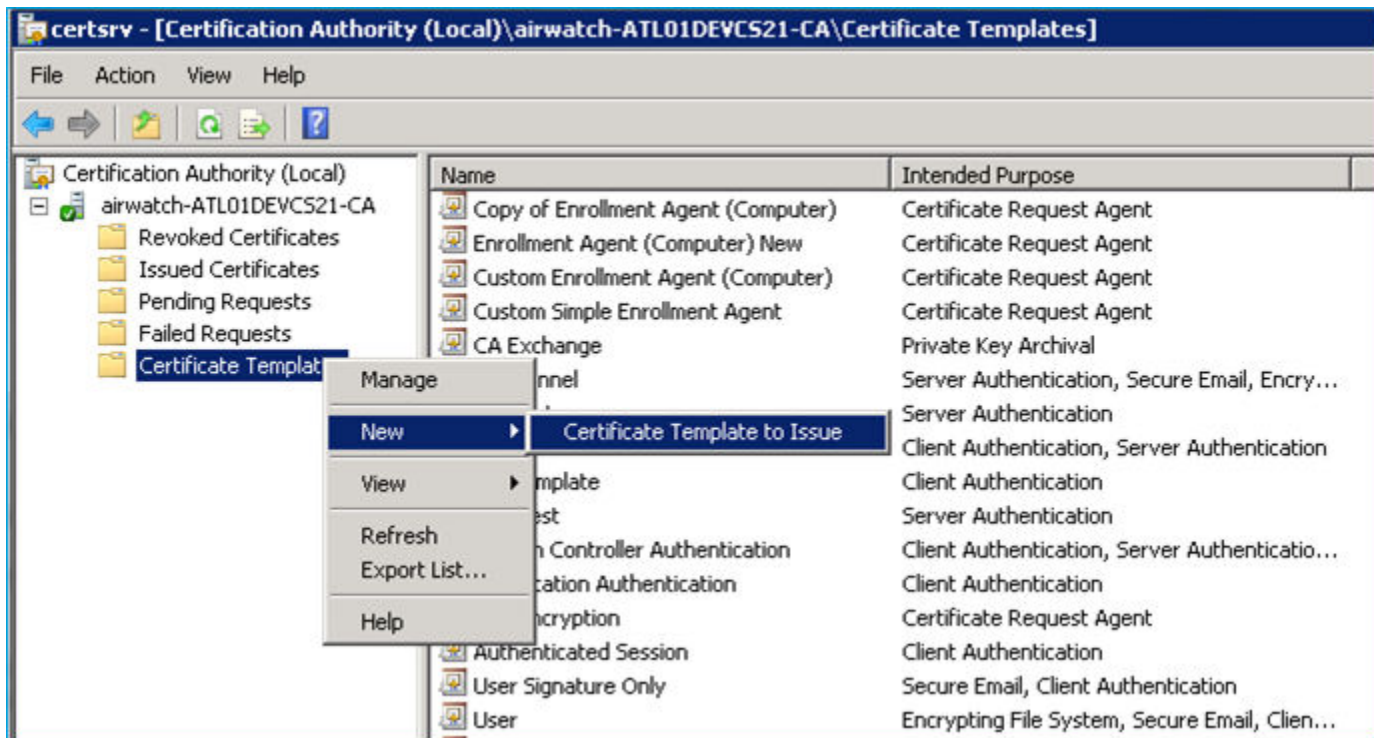 certsrv - [Certification Authority (Local)\airwatch-ATL01DEVCS21-CA\Certificate Templates]
File Action View Help
Certification Authority (Local)
airwatch-ATL01DEVCS21-CA
Revoked Certificates
Issued Certificates
Pending Requests
Failed Requests
Certificate Templat
Manage
New
Certificate Template to Issue
View
Refresh
Export List...
Help
Name Intended Purpose
Copy of Enrollment Agent (Computer) Certificate Request Agent
Enrollment Agent (Computer) New Certificate Request Agent
Custom Enrollment Agent (Computer) Certificate Request Agent
Custom Simple Enrollment Agent Certificate Request Agent
CA Exchange Private Key Archival
nnel Server Authentication, Secure Email, Encry...
Server Authentication
Client Authentication, Server Authentication
mplate Client Authentication
est Server Authentication
n Controller Authentication Client Authentication, Server Authenticatio...
cation Authentication Client Authentication
ncryption Certificate Request Agent
Authenticated Session Client Authentication
User Signature Only Secure Email, Client Authentication
User Encrypting File System, Secure Email, Clien...